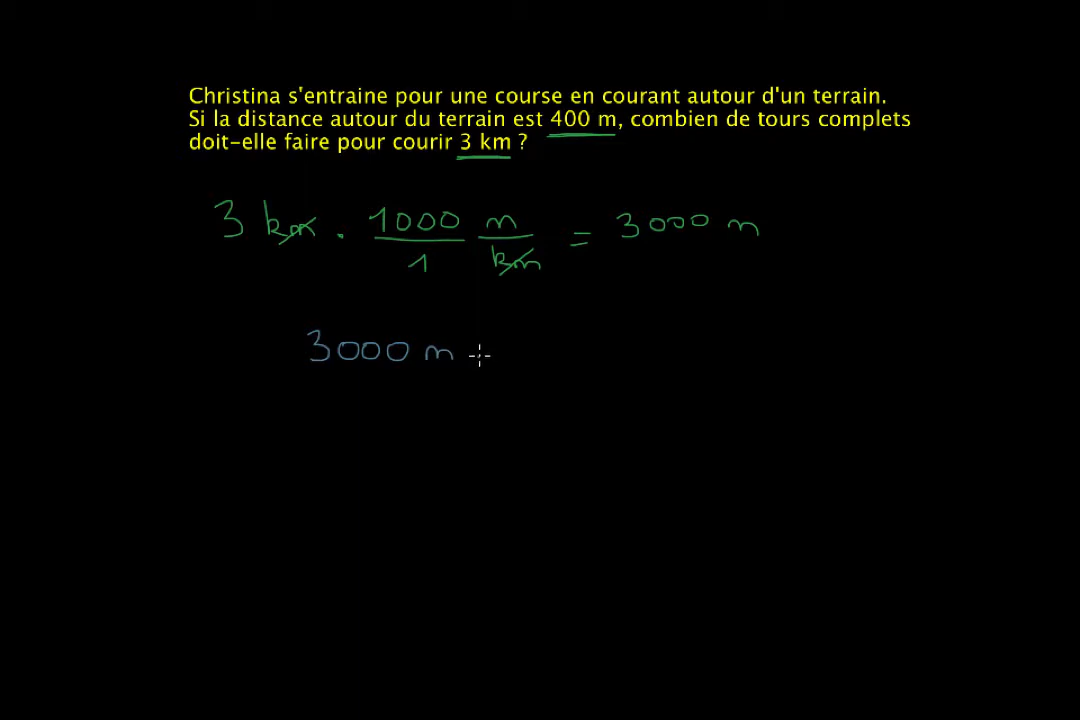 Christina s'entraine pour une course en courant autour d'un terrain.
Si la distance autour du terrain est 400 m, combien de tours complets
doit-elle faire pour courir 3 km ?
3 km . 1000/1 m/km = 3000 m
3000 m